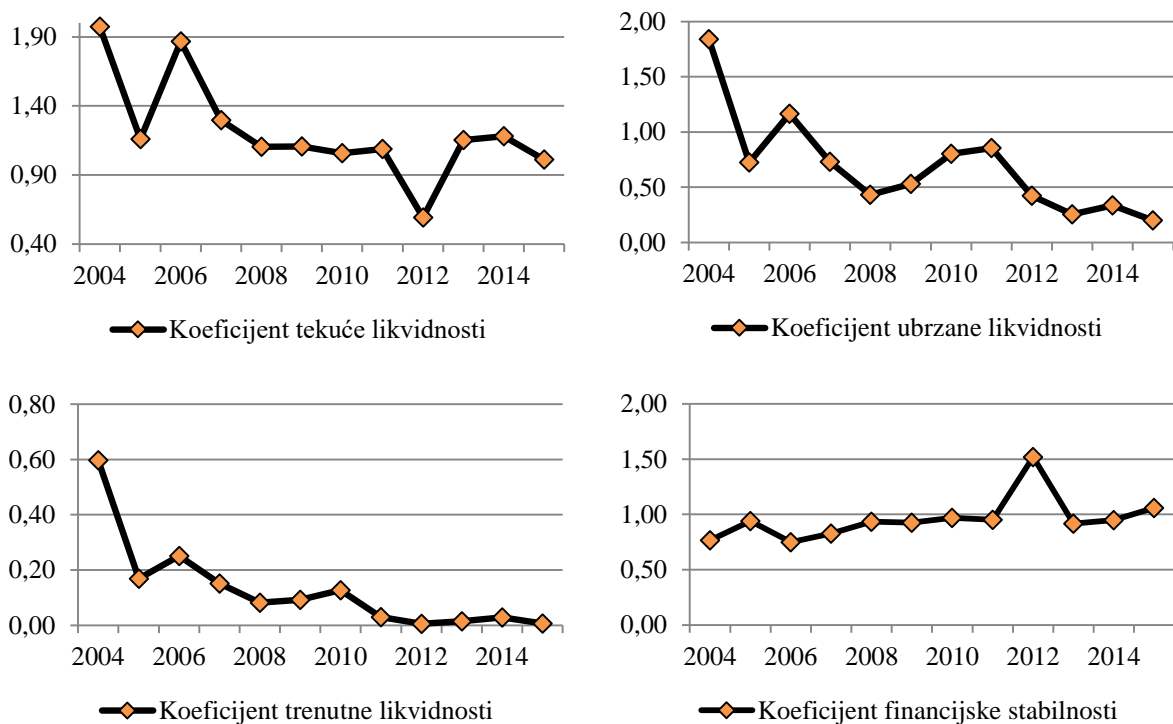 1,90
1,40
0,90
0,40
2004 2006 2008 2010 2012 2014
Koeficijent tekuće likvidnosti
2,00
1,50
1,00
0,50
0,00
2004 2006 2008 2010 2012 2014
Koeficijent ubrzane likvidnosti
0,80
0,60
0,40
0,20
0,00
2004 2006 2008 2010 2012 2014
Koeficijent trenutne likvidnosti
2,00
1,50
1,00
0,50
0,00
2004 2006 2008 2010 2012 2014
Koeficijent financijske stabilnosti